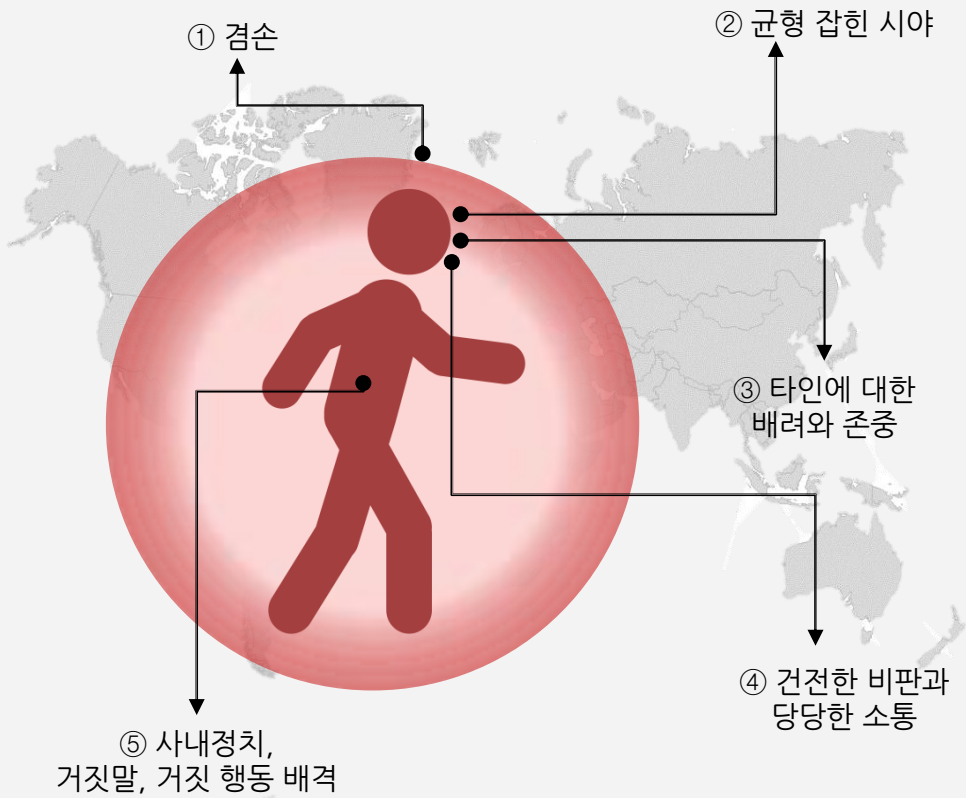 ① 겸손
② 균형 잡힌 시야
③ 타인에 대한
배려와 존중
④ 건전한 비판과
당당한 소통
⑤ 사내정치,
거짓말, 거짓 행동 배격